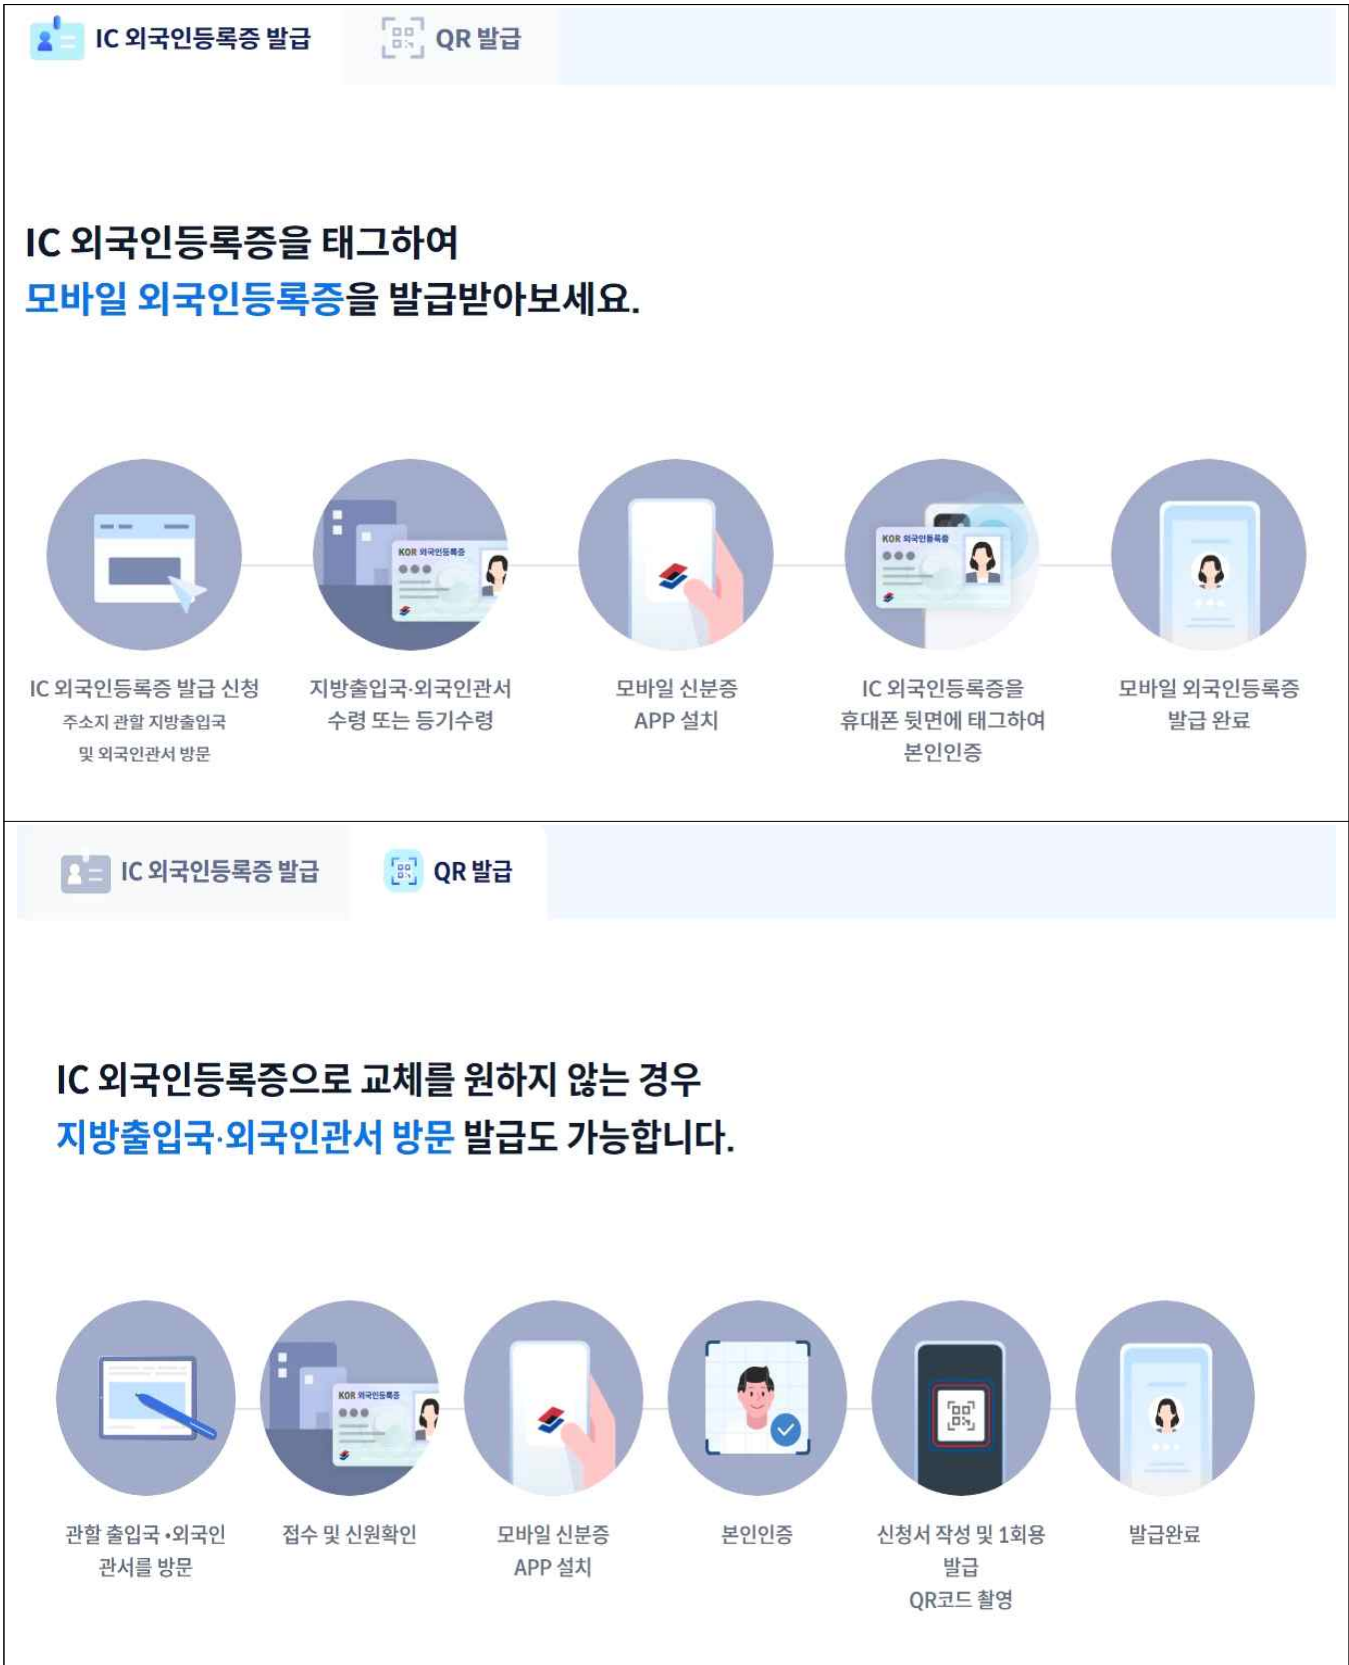 IC 외국인등록증 발급
QR 발급
IC 외국인등록증을 태그하여
모바일 외국인등록증을 발급받아보세요.
KOR 외국인등록증
KOR 외국인등록증
IC 외국인등록증 발급 신청
주소지 관할 지방출입국
및 외국인관서 방문
지방출입국·외국인관서
수령 또는 등기수령
모바일 신분증
APP 설치
IC 외국인등록증을
휴대폰 뒷면에 태그하여
본인인증
모바일 외국인등록증
발급 완료
IC 외국인등록증 발급
QR 발급
IC 외국인등록증으로 교체를 원하지 않는 경우
지방출입국·외국인관서 방문 발급도 가능합니다.
KOR 외국인등록증
관할 출입국 •외국인
관서를 방문
접수 및 신원확인
모바일 신분증
APP 설치
본인인증
신청서 작성 및 1회용
발급
QR코드 촬영
발급완료